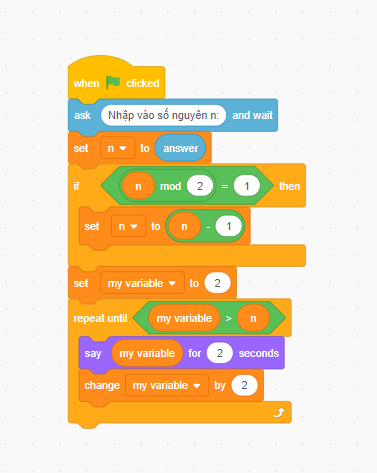 when clicked
ask Nhập vào số nguyên n: and wait
set n to answer
if n mod 2 = 1 then
set n to n - 1
set my variable to 2
repeat until my variable > n
say my variable for 2 seconds
change my variable by 2